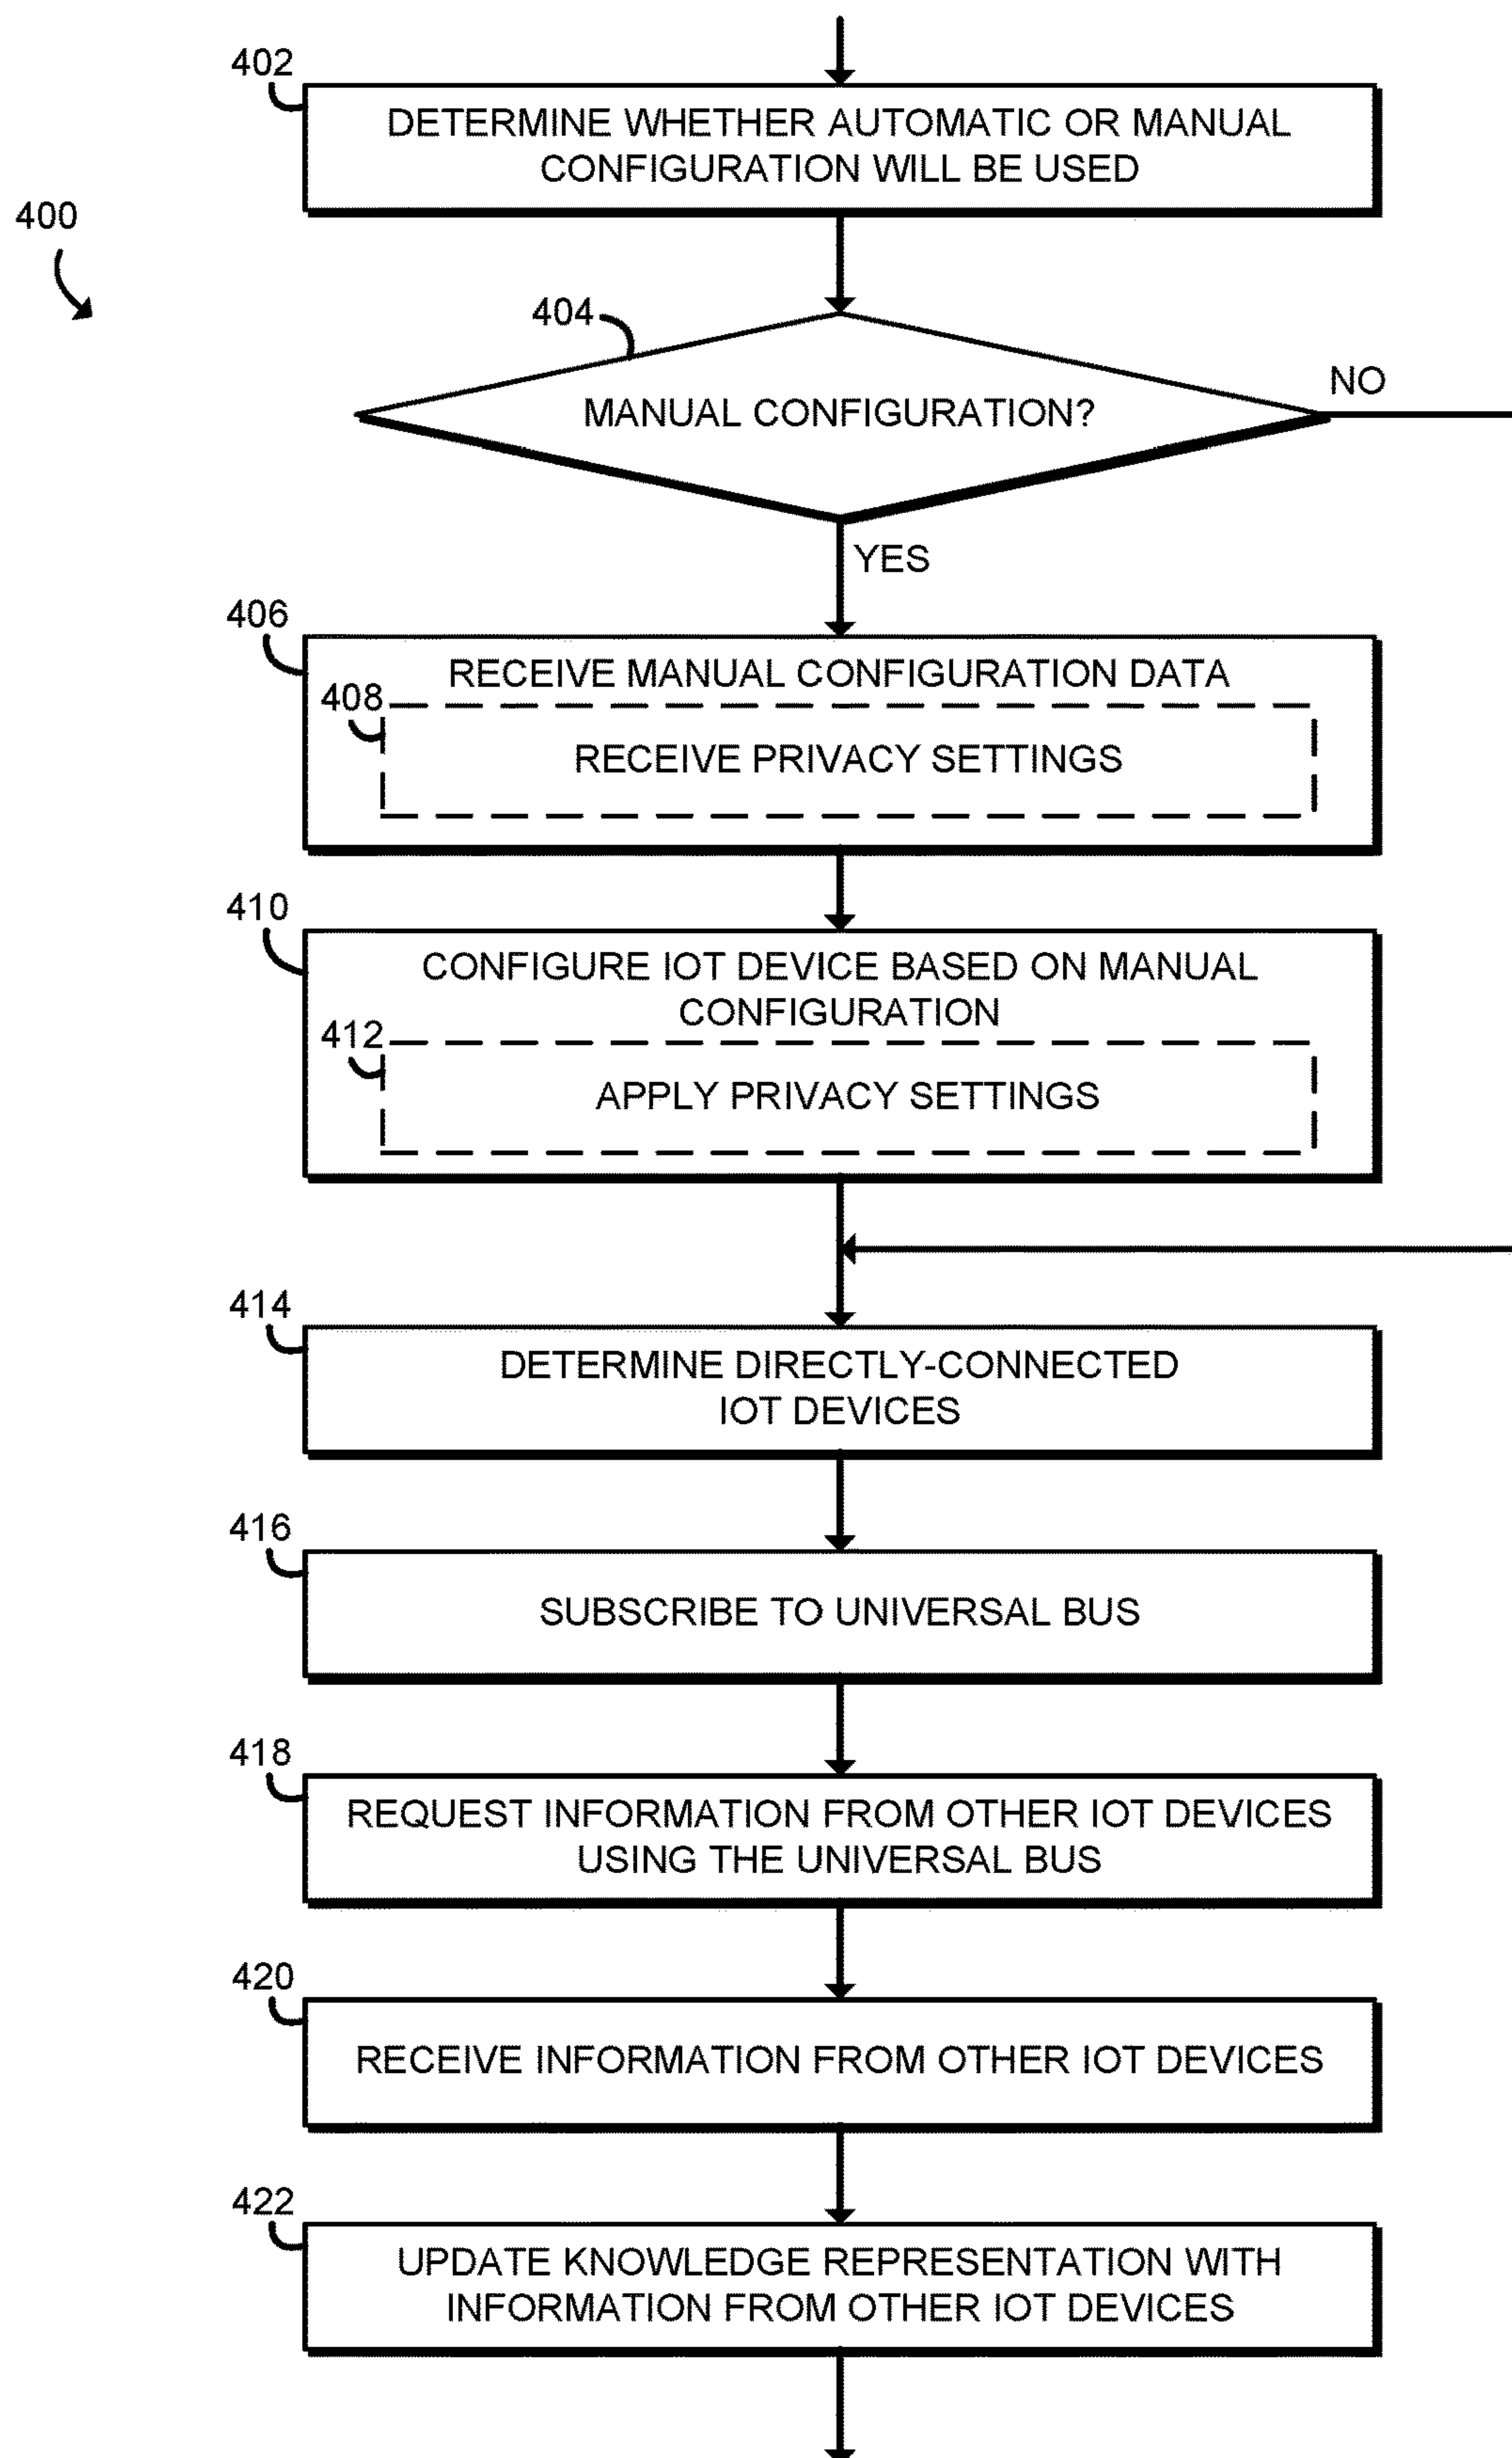 402
DETERMINE WHETHER AUTOMATIC OR MANUAL
CONFIGURATION WILL BE USED
400
404
MANUAL CONFIGURATION?
NO
YES
406
RECEIVE MANUAL CONFIGURATION DATA
408
RECEIVE PRIVACY SETTINGS
410
CONFIGURE IOT DEVICE BASED ON MANUAL
CONFIGURATION
412
APPLY PRIVACY SETTINGS
414
DETERMINE DIRECTLY-CONNECTED
IOT DEVICES
416
SUBSCRIBE TO UNIVERSAL BUS
418
REQUEST INFORMATION FROM OTHER IOT DEVICES
USING THE UNIVERSAL BUS
420
RECEIVE INFORMATION FROM OTHER IOT DEVICES
422
UPDATE KNOWLEDGE REPRESENTATION WITH
INFORMATION FROM OTHER IOT DEVICES